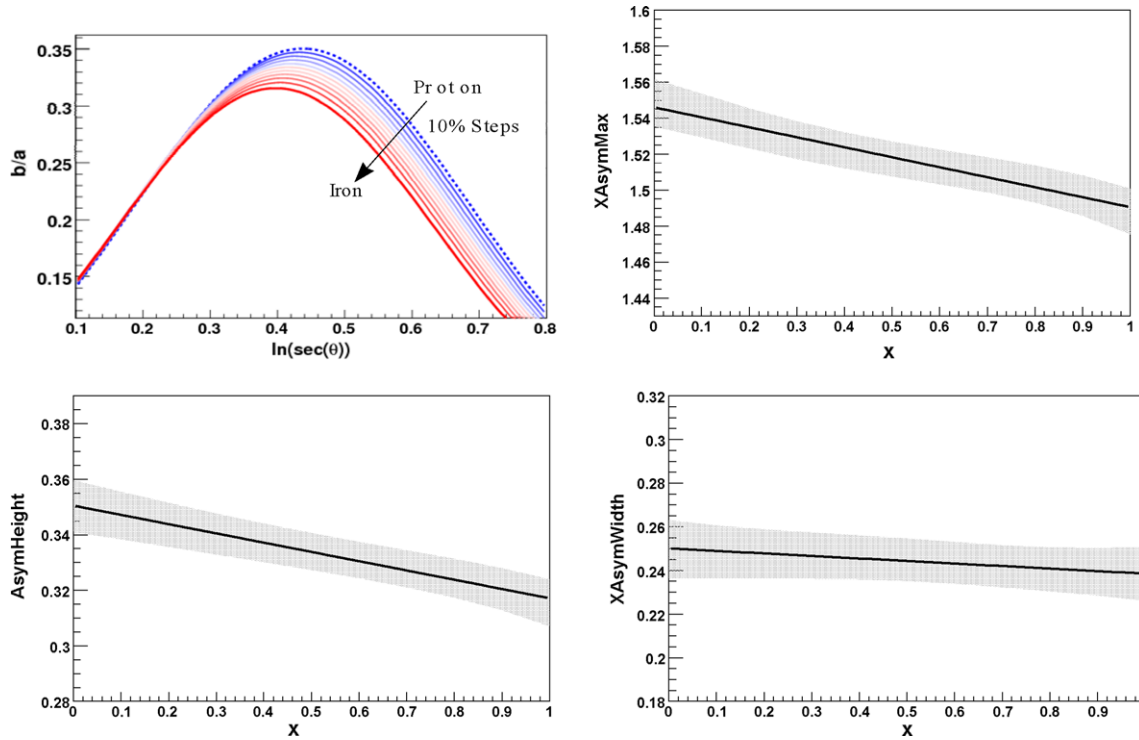 0.35
0.3
0.25
0.2
0.15
b/a
Proton
10% Steps
Iron
0.1 0.2 0.3 0.4 0.5 0.6 0.7 0.8
ln(sec(θ))
1.6
1.58
1.56
1.54
1.52
1.5
1.48
1.46
1.44
XAsymMax
0 0.1 0.2 0.3 0.4 0.5 0.6 0.7 0.8 0.9 1
X
0.38
0.36
0.34
0.32
0.3
0.28
AsymHeight
0 0.1 0.2 0.3 0.4 0.5 0.6 0.7 0.8 0.9 1
X
0.32
0.3
0.28
0.26
0.24
0.22
0.2
0.18
XAsymWidth
0 0.1 0.2 0.3 0.4 0.5 0.6 0.7 0.8 0.9
X